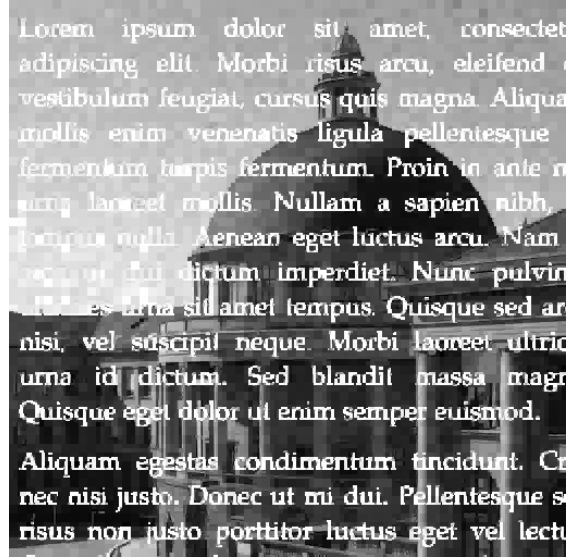 Lorem ipsum dolor sit amet, consectet
adipiscing elit. Morbi risus arcu, eleifend
vestibulum feugiat, cursus quis magna. Aliqua
mollis enim venenatis ligula pellentesque
fermentum turpis fermentum. Proin in ante
urna laoreet mollis. Nullam a sapien nibh,
tempus nulla. Aenean eget luctus arcu. Nam
dui dictum imperdiet. Nunc pulvin
urna sit amet tempus. Quisque sed
nisi, vel suscipit neque. Morbi laoreet ultric
urna id dictum. Sed blandit massa magn
Quisque eget dolor ut enim semper euismod.
Aliquam egestas condimentum tincidunt. Cr
nec nisi justo. Donec ut mi dui. Pellentesque
risus non justo porttitor luctus eget vel lectu